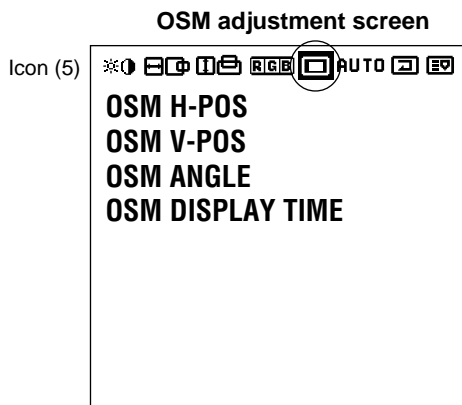 OSM adjustment screen
Icon (5)
RGB AUTO
OSM H-POS
OSM V-POS
OSM ANGLE
OSM DISPLAY TIME